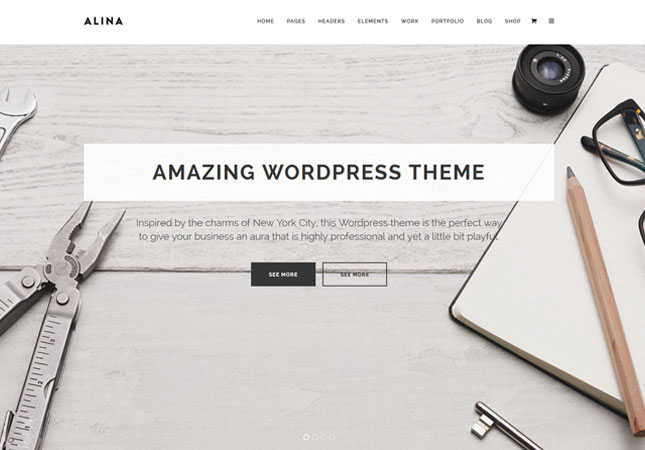 ALINA
HOME PAGES HEADERS ELEMENTS WORK PORTFOLIO BLOG SHOP
AMAZING WORDPRESS THEME
Inspired by the charms of New York City, this Wordpress theme is the perfect way
to give your business an aura that is highly professional and yet a little bit playful.
SEE MORE SEE MORE